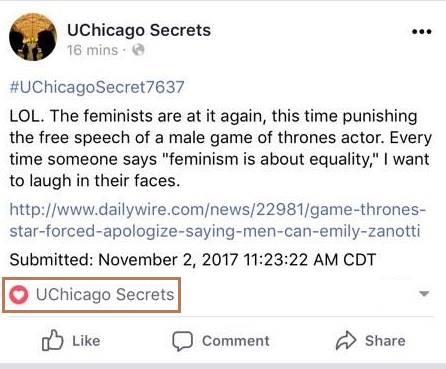 UChicago Secrets
16 mins ·
#UChicagoSecret7637
LOL. The feminists are at it again, this time punishing
the free speech of a male game of thrones actor. Every
time someone says "feminism is about equality," I want
to laugh in their faces.
http://www.dailywire.com/news/22981/game-thrones-
star-forced-apologize-saying-men-can-emily-zanotti
Submitted: November 2, 2017 11:23:22 AM CDT
UChicago Secrets
Like Comment Share